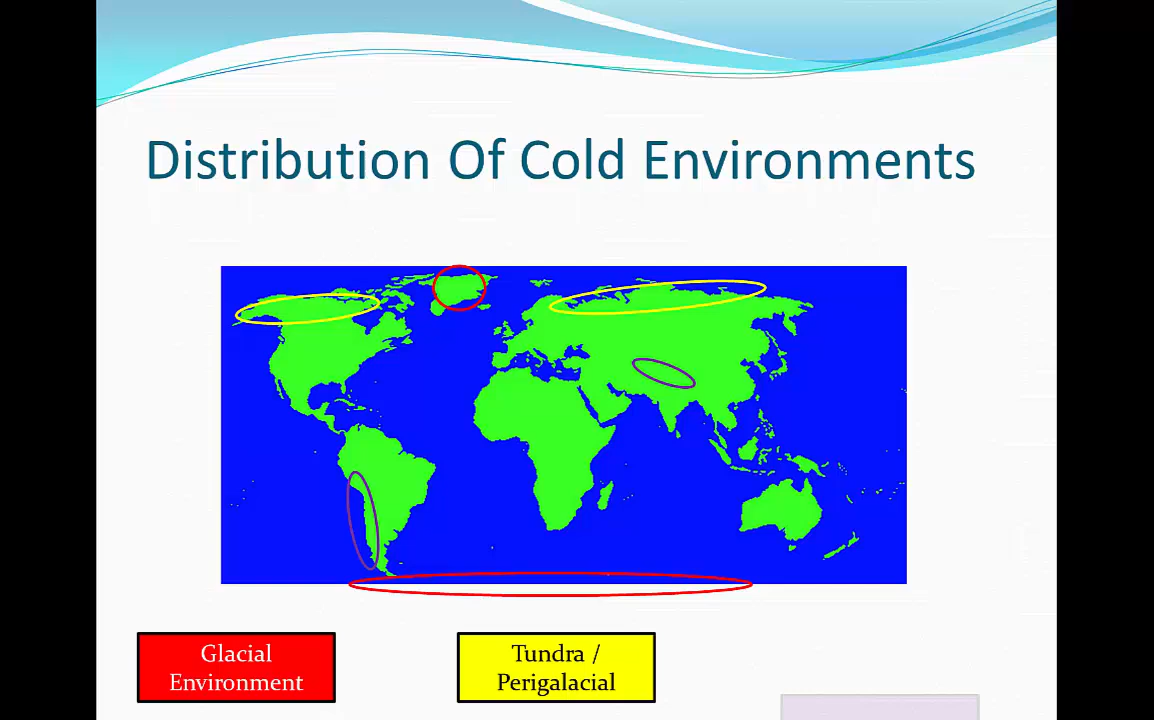 Distribution Of Cold Environments
Glacial
Environment
Tundra /
Perigalacial